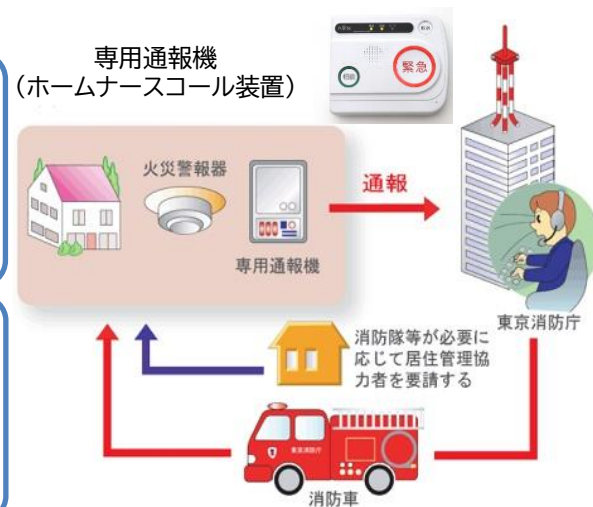 専用通報機
（ホームナースコール装置）
緊急
火災警報器
通報
専用通報機
東京消防庁
消防隊等が必要に
応じて居住管理協
力者を要請する
東京消防庁
消防車